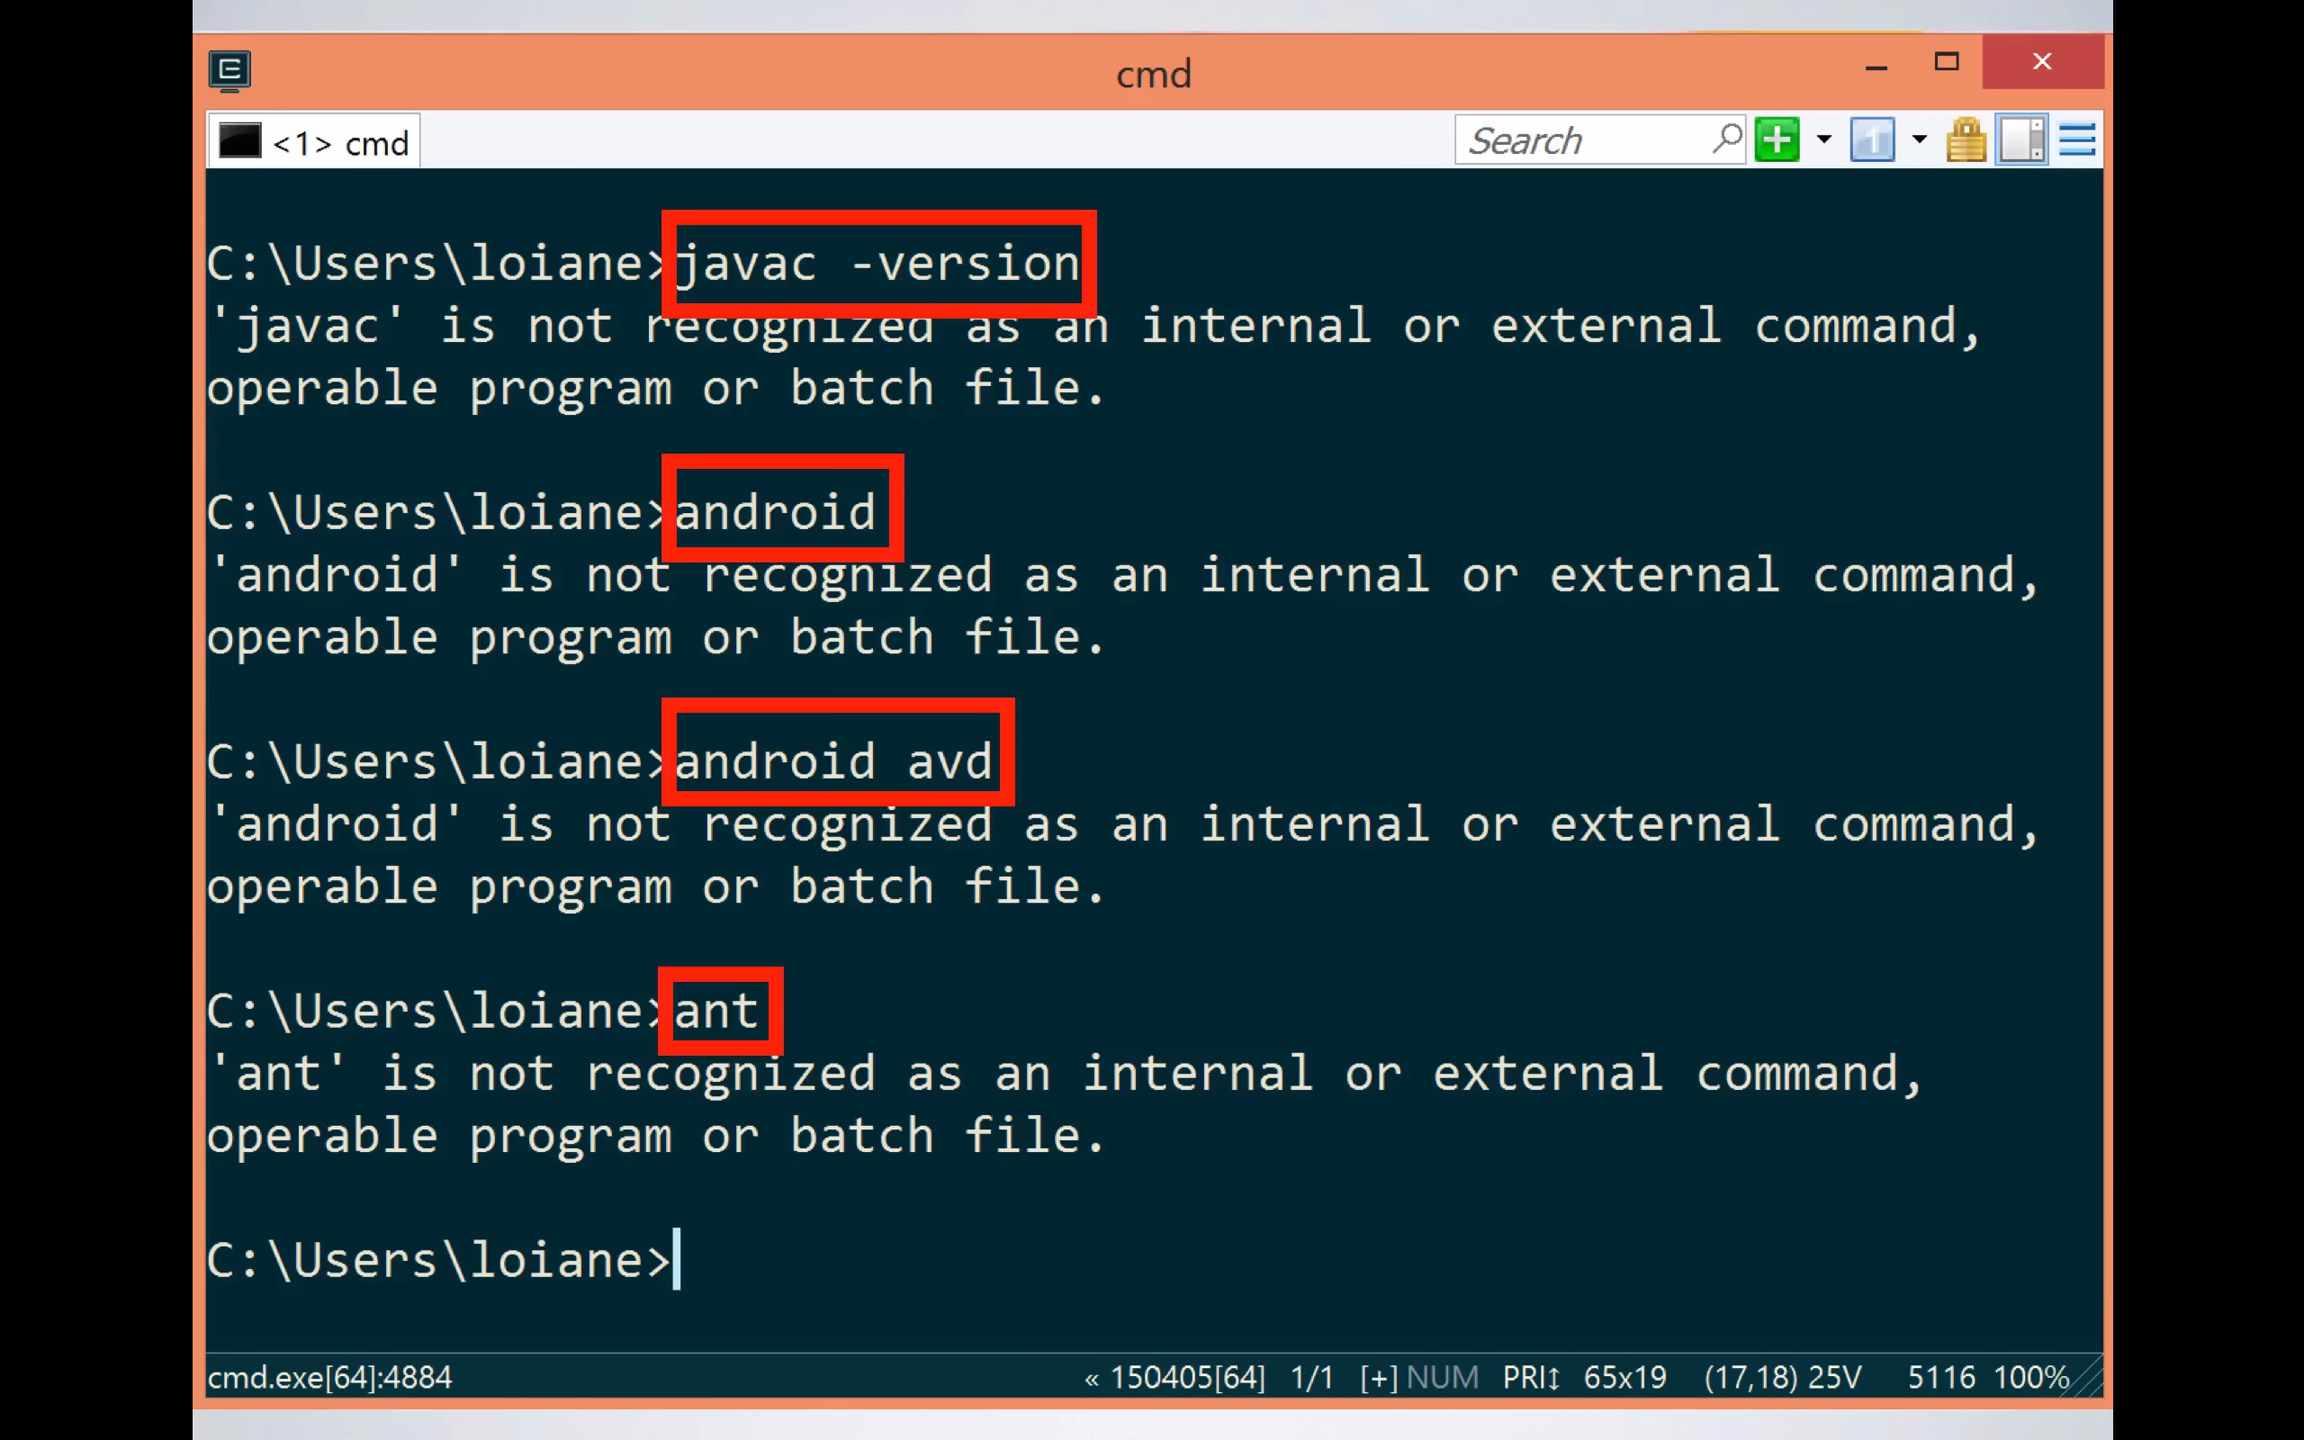 cmd
<1> cmd
Search
1
C:\Users\loiane>javac -version
'javac' is not recognized as an internal or external command,
operable program or batch file.
C:\Users\loiane>android
'android' is not recognized as an internal or external command,
operable program or batch file.
C:\Users\loiane>android avd
'android' is not recognized as an internal or external command,
operable program or batch file.
C:\Users\loiane>ant
'ant' is not recognized as an internal or external command,
operable program or batch file.
C:\Users\loiane>
cmd.exe[64]:4884 « 150405[64] 1/1 [+] NUM PRI↕ 65x19 (17,18) 25V 5116 100%